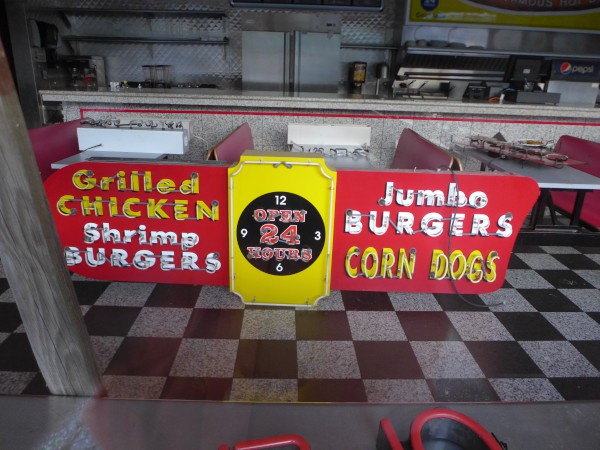 Grilled
CHICKEN
Shrimp
BURGERS
12
9
3
6
OPEN
24
HOURS
Jumbo
BURGERS
CORN DOGS
pepsi